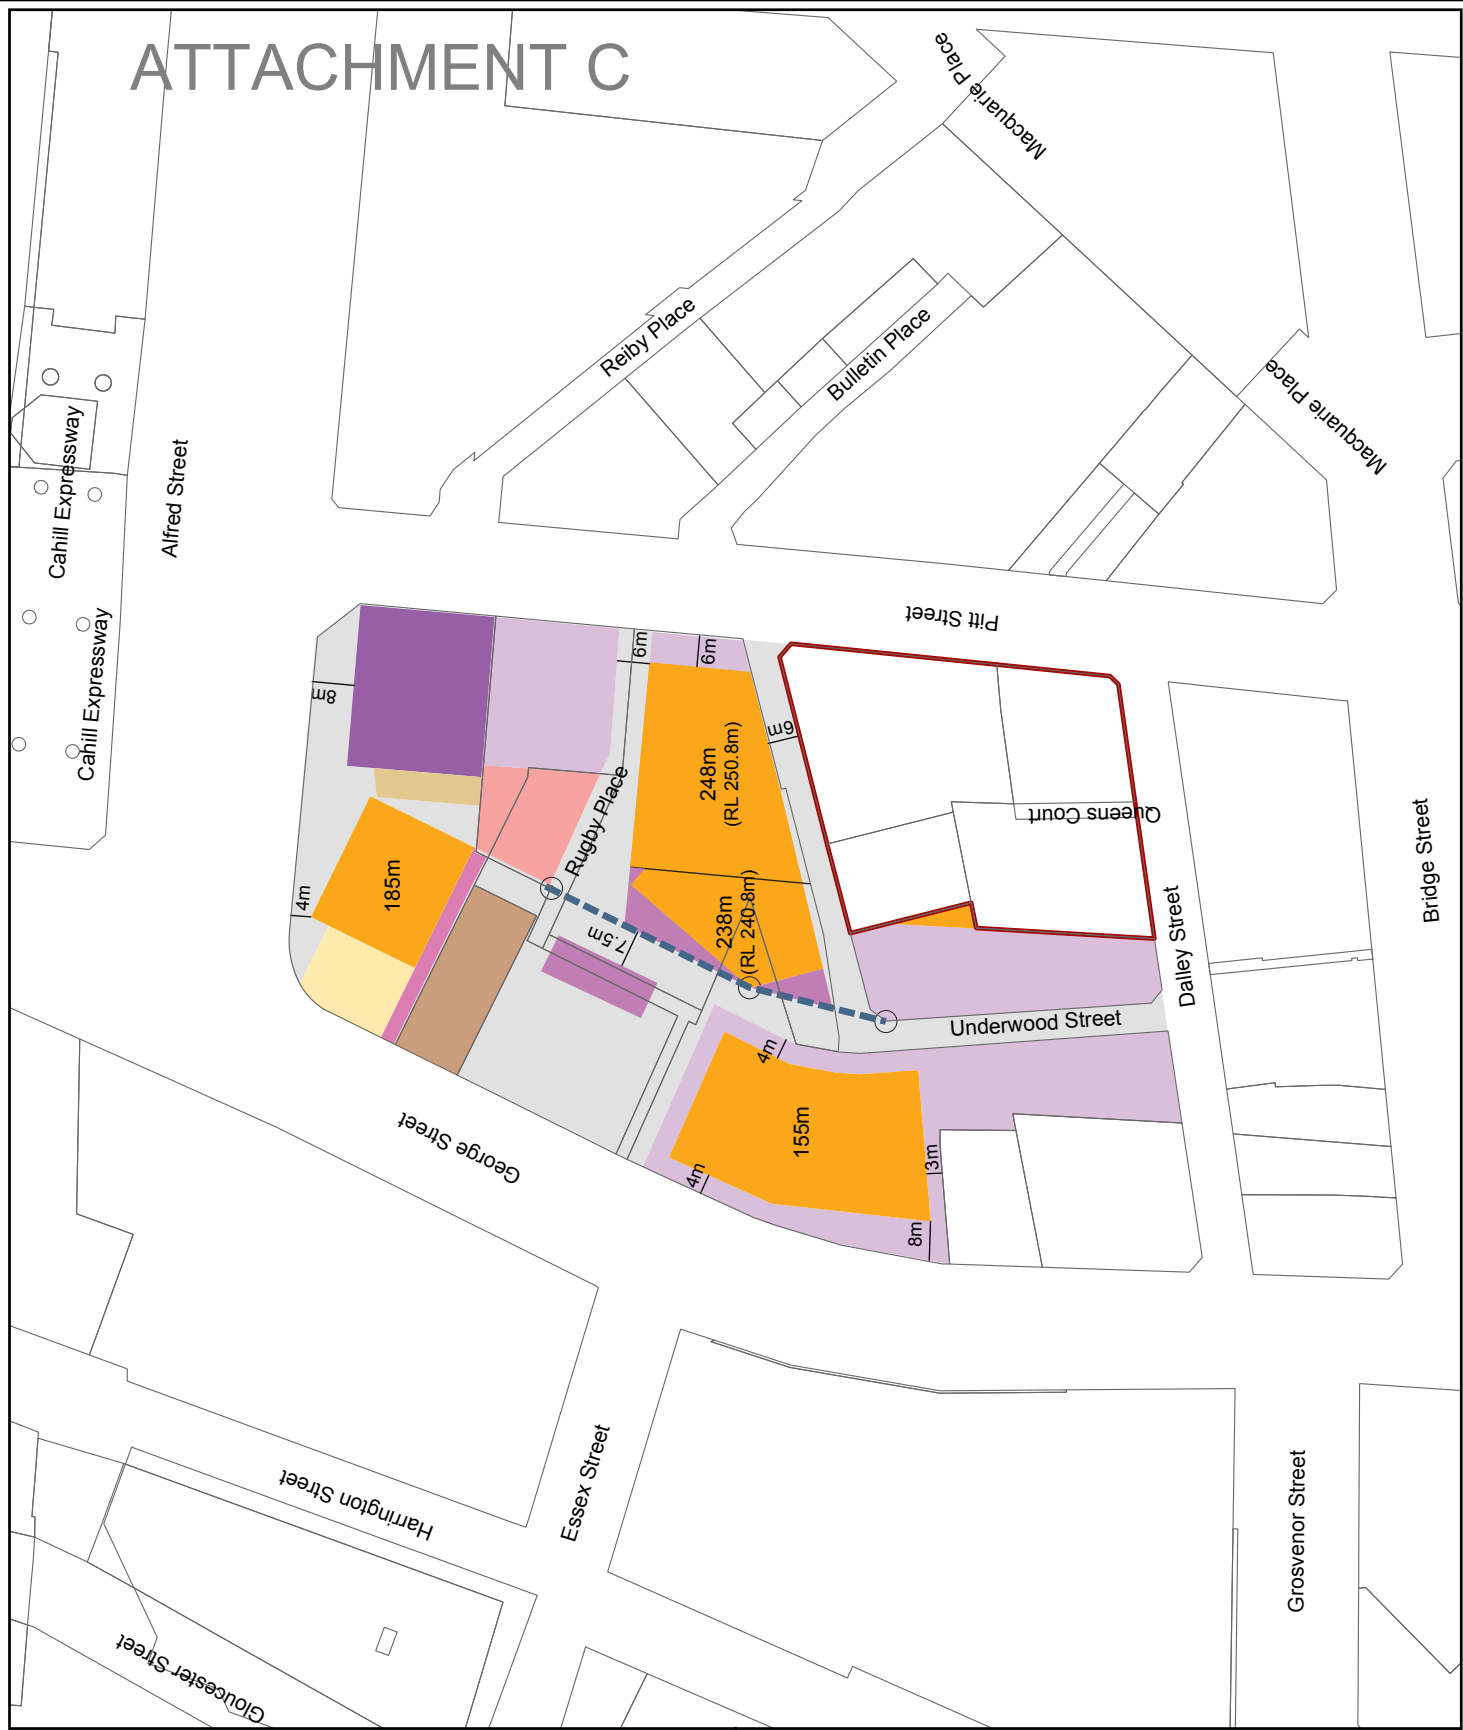 ATTACHMENT C
Macquarie Place
Reiby Place
Bulletin Place
Macquarie Place
Cahill Expressway
Alfred Street
Pitt Street
Cahill Expressway
6m
6m
8m
6m
248m
(RL 250.8m)
Rugby Place
Queens Court
185m
4m
238m
(RL 240.8m)
7.5m
Bridge Street
Dalley Street
Underwood Street
4m
155m
George Street
4m
3m
8m
Essex Street
Harrington Street
Grosvenor Street
Gloucester Street